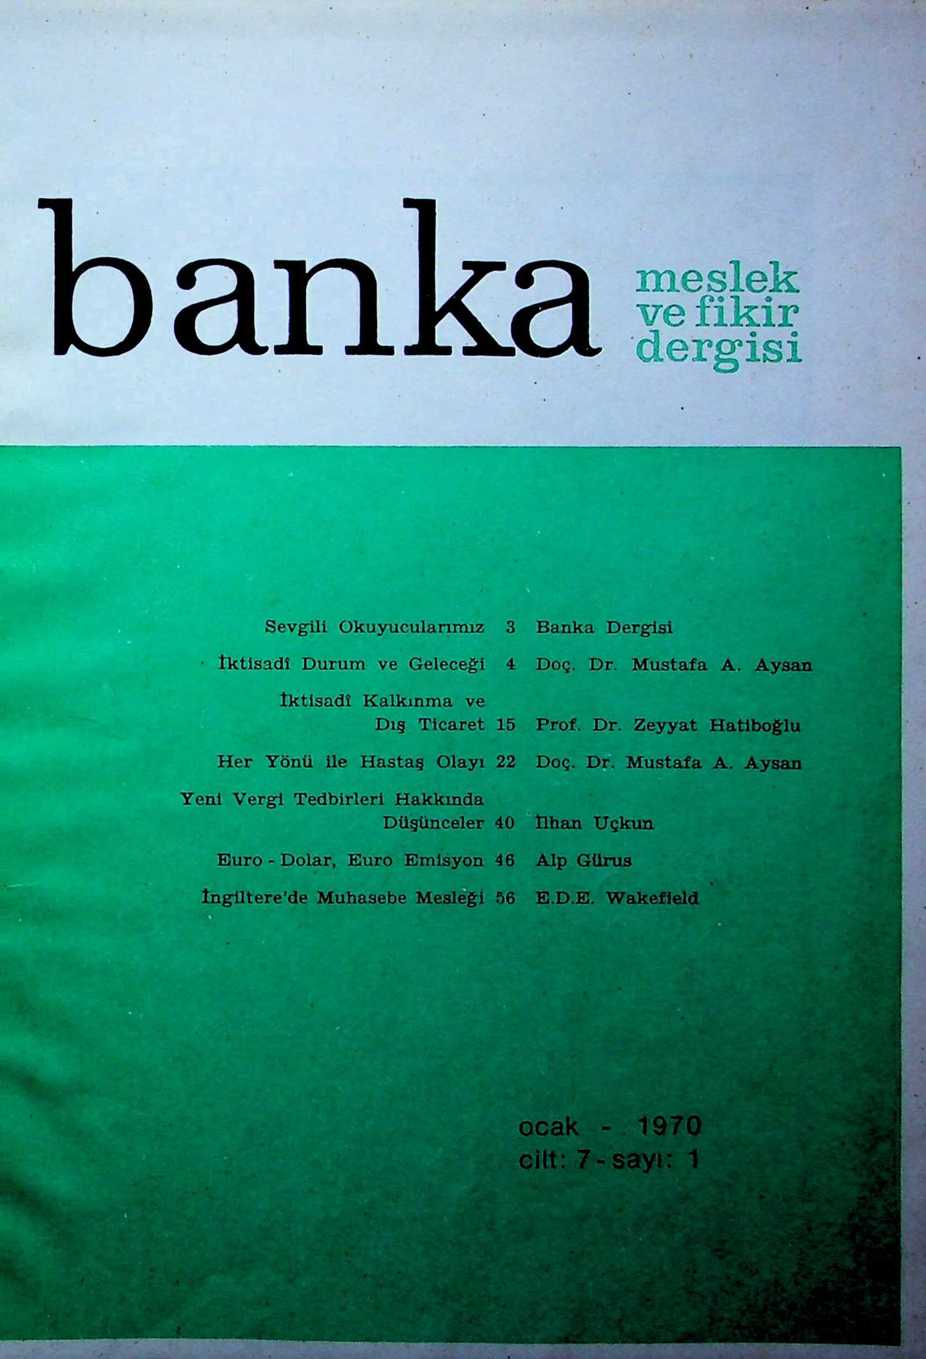 banka
meslek
ve fikir
dergisi
Sevgili Okuyucularımız 3 Banka Dergisi
İktisadî Durum ve Geleceği 4 Doç. Dr. Mustafa A. Aysan
İktisadî Kalkınma ve
Dış Ticaret 15 Prof. Dr. Zeyyat Hatiboğlu
Her Yönü ile Hastaş Olayı 22 Doç. Dr. Mustafa A. Aysan
Yeni Vergi Tedbirleri Hakkında
Düşünceler 40 İlhan Uçkun
Euro - Dolar, Euro Emisyon 46 Alp Gürus
İngiltere'de Muhasebe Mesleği 56 E.D.E. Wakefield
ocak - 1970
cilt: 7 - sayı: 1